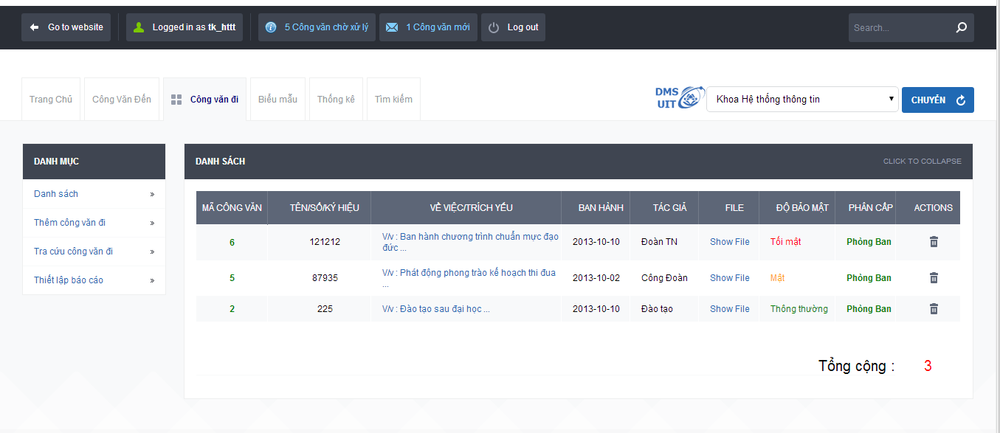 Go to website Logged in as tk_httt 5 Công văn chờ xử lý 1 Công văn mới Log out Search...
Trang Chủ Công Văn Đến Công văn đi Biểu mẫu Thống kê Tìm kiếm DMS UIT Khoa Hệ thống thông tin CHUYỂN
DANH MỤC
Danh sách »
Thêm công văn đi »
Tra cứu công văn đi »
Thiết lập báo cáo »
DANH SÁCH CLICK TO COLLAPSE
MÃ CÔNG VĂN TÊN/SỐ/KÝ HIỆU VỀ VIỆC/TRÍCH YẾU BAN HÀNH TÁC GIẢ FILE ĐỘ BẢO MẬT PHÂN CẤP ACTIONS
6 121212 V/v : Ban hành chương trình chuẩn mực đạo
đức ... 2013-10-10 Đoàn TN Show File Tối mật Phòng Ban
5 87935 V/v : Phát động phong trào kế hoạch thi đua
... 2013-10-02 Công Đoàn Show File Mật Phòng Ban
2 225 V/v : Đào tạo sau đại học ... 2013-10-10 Đào tạo Show File Thông thường Phòng Ban
Tổng cộng : 3